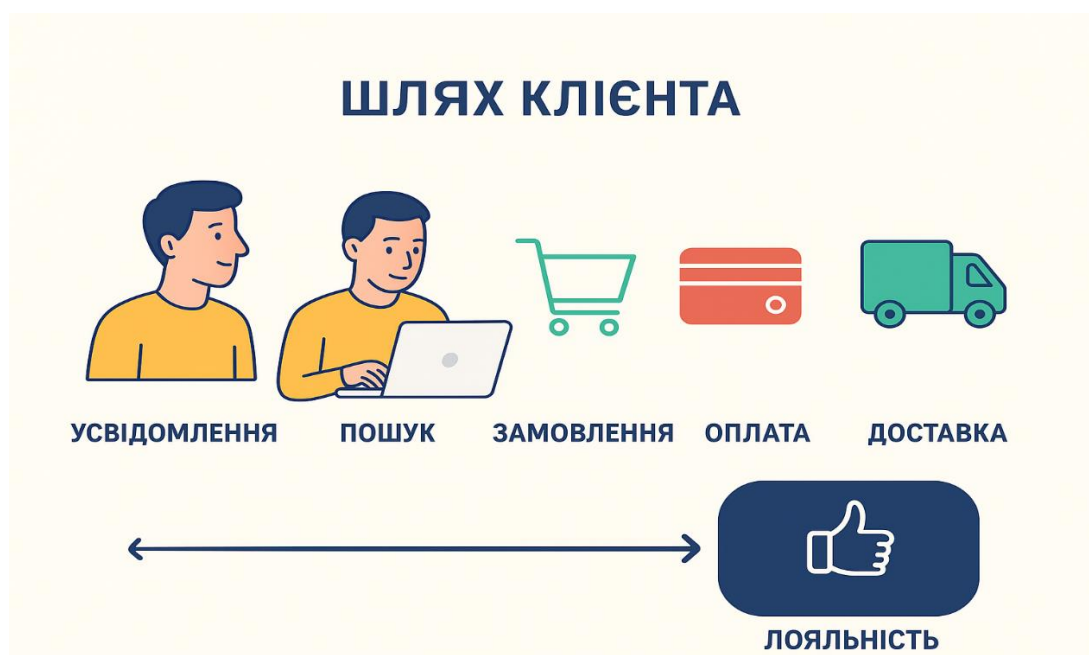 ШЛЯХ КЛІЄНТА
УСВІДОМЛЕННЯ ПОШУК ЗАМОВЛЕННЯ ОПЛАТА ДОСТАВКА
ЛОЯЛЬНІСТЬ